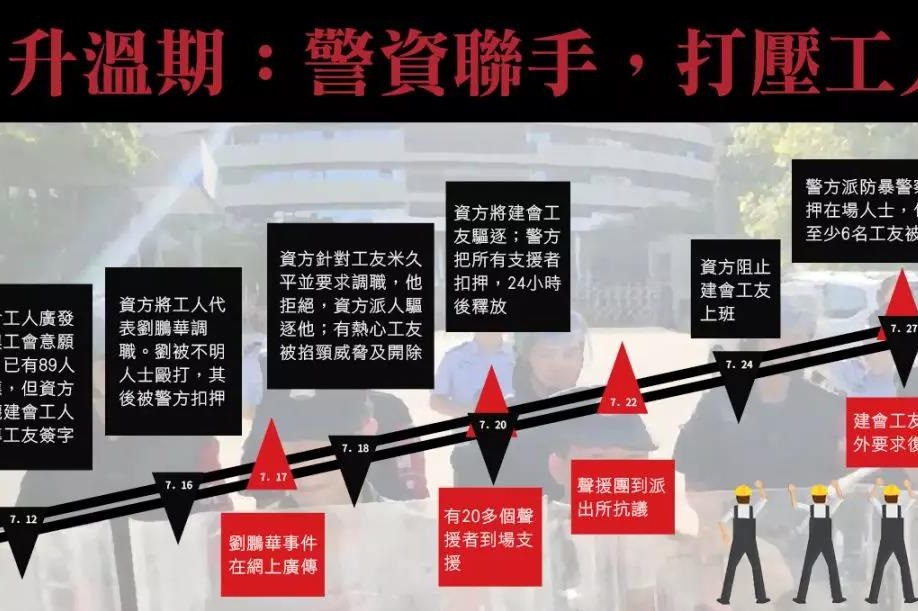 升溫期：警資聯手，打壓工人
警方派防暴警察
押在場人士，
至少6名工友被
資方將建會工
友驅逐；警方
把所有支援者
扣押，24小時
後釋放
資方針對工友米久
平並要求調職，他
拒絕，資方派人驅
逐他；有熱心工友
被掐頸威脅及開除
資方阻止
建會工友
上班
資方將工人代
表劉鵬華調
職。劉被不明
人士毆打，其
後被警方扣押
工人廣發
工會意願
已有89人
，但資方
建會工人
工友簽字
7. 27
7. 24
7. 22
7. 20
7. 18
7. 17
7. 16
7. 12
建會工友
外要求復
聲援團到派
出所抗議
有20多個聲
援者到場支
援
劉鵬華事件
在網上廣傳